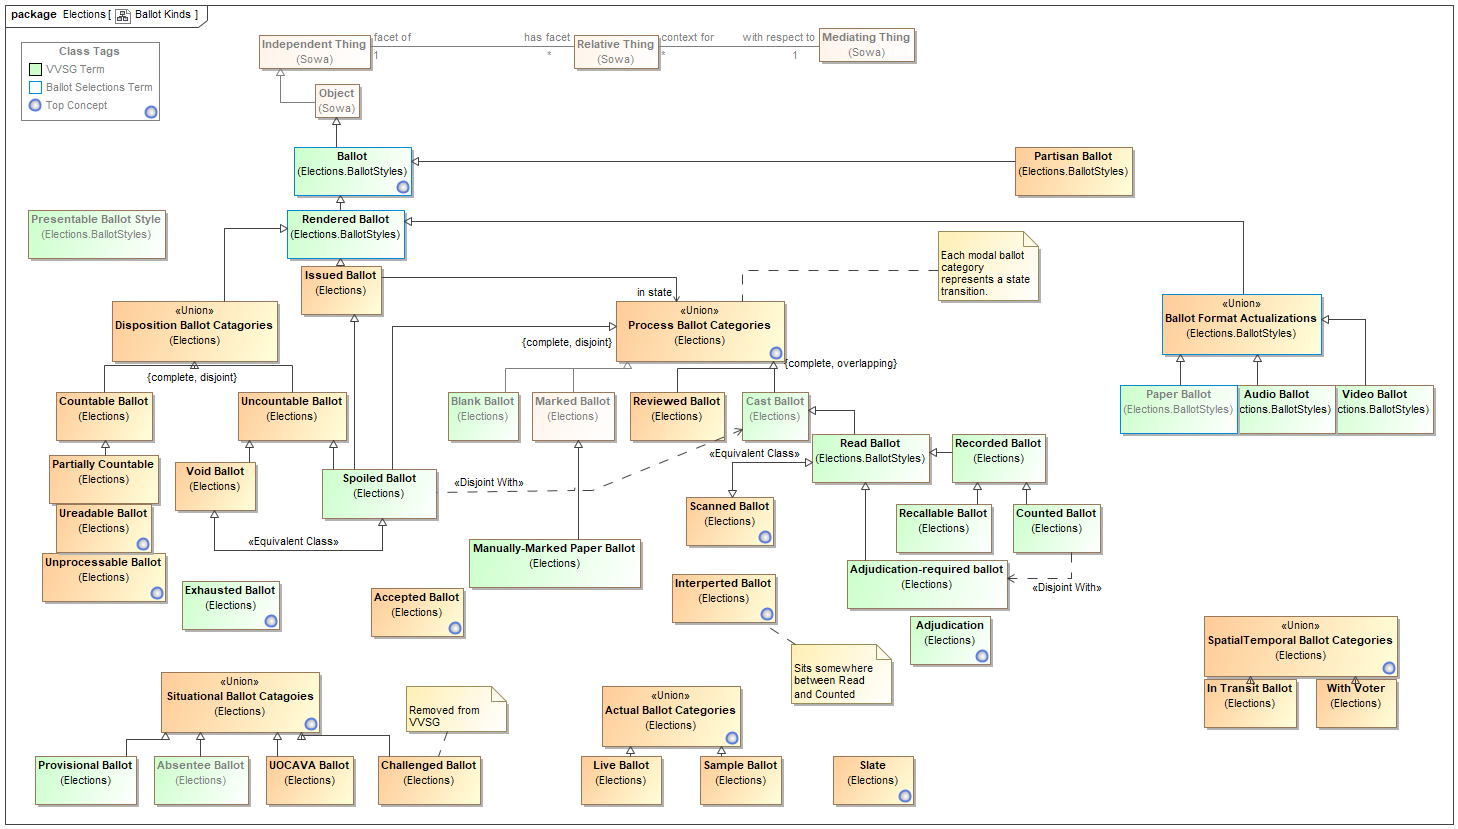 package Elections [ Ballot Kinds ]
Class Tags
VVSG Term
Ballot Selections Term
Top Concept
Independent Thing
(Sowa)
facet of
1
has facet
*
Relative Thing
(Sowa)
context for
*
with respect to
1
Mediating Thing
(Sowa)
Object
(Sowa)
Ballot
(Elections.BallotStyles)
Partisan Ballot
(Elections.BallotStyles)
Presentable Ballot Style
(Elections.BallotStyles)
Rendered Ballot
(Elections.BallotStyles)
Issued Ballot
(Elections)
in state
Each modal ballot
category
represents a state
transition.
«Union»
Disposition Ballot Catagories
(Elections)
{complete, disjoint}
«Union»
Process Ballot Categories
(Elections)
{complete, disjoint}
{complete, overlapping}
«Union»
Ballot Format Actualizations
(Elections.BallotStyles)
Countable Ballot
(Elections)
Uncountable Ballot
(Elections)
Blank Ballot
(Elections)
Marked Ballot
(Elections)
Reviewed Ballot
(Elections)
Cast Ballot
(Elections)
Paper Ballot
(Elections.BallotStyles)
Audio Ballot
ctions.BallotStyles)
Video Ballot
ctions.BallotStyles)
Partially Countable
(Elections)
Void Ballot
(Elections)
Spoiled Ballot
(Elections)
«Disjoint With»
«Equivalent Class»
Read Ballot
(Elections.BallotStyles)
Recorded Ballot
(Elections)
Ureadable Ballot
(Elections)
Scanned Ballot
(Elections)
Recallable Ballot
(Elections)
Counted Ballot
(Elections)
«Equivalent Class»
Unprocessable Ballot
(Elections)
Manually-Marked Paper Ballot
(Elections)
Adjudication-required ballot
(Elections)
«Disjoint With»
Exhausted Ballot
(Elections)
Accepted Ballot
(Elections)
Interperted Ballot
(Elections)
Adjudication
(Elections)
Sits somewhere
between Read
and Counted
«Union»
SpatialTemporal Ballot Categories
(Elections)
In Transit Ballot
(Elections)
With Voter
(Elections)
«Union»
Situational Ballot Catagoies
(Elections)
Removed from
VVSG
«Union»
Actual Ballot Categories
(Elections)
Provisional Ballot
(Elections)
Absentee Ballot
(Elections)
UOCAVA Ballot
(Elections)
Challenged Ballot
(Elections)
Live Ballot
(Elections)
Sample Ballot
(Elections)
Slate
(Elections)